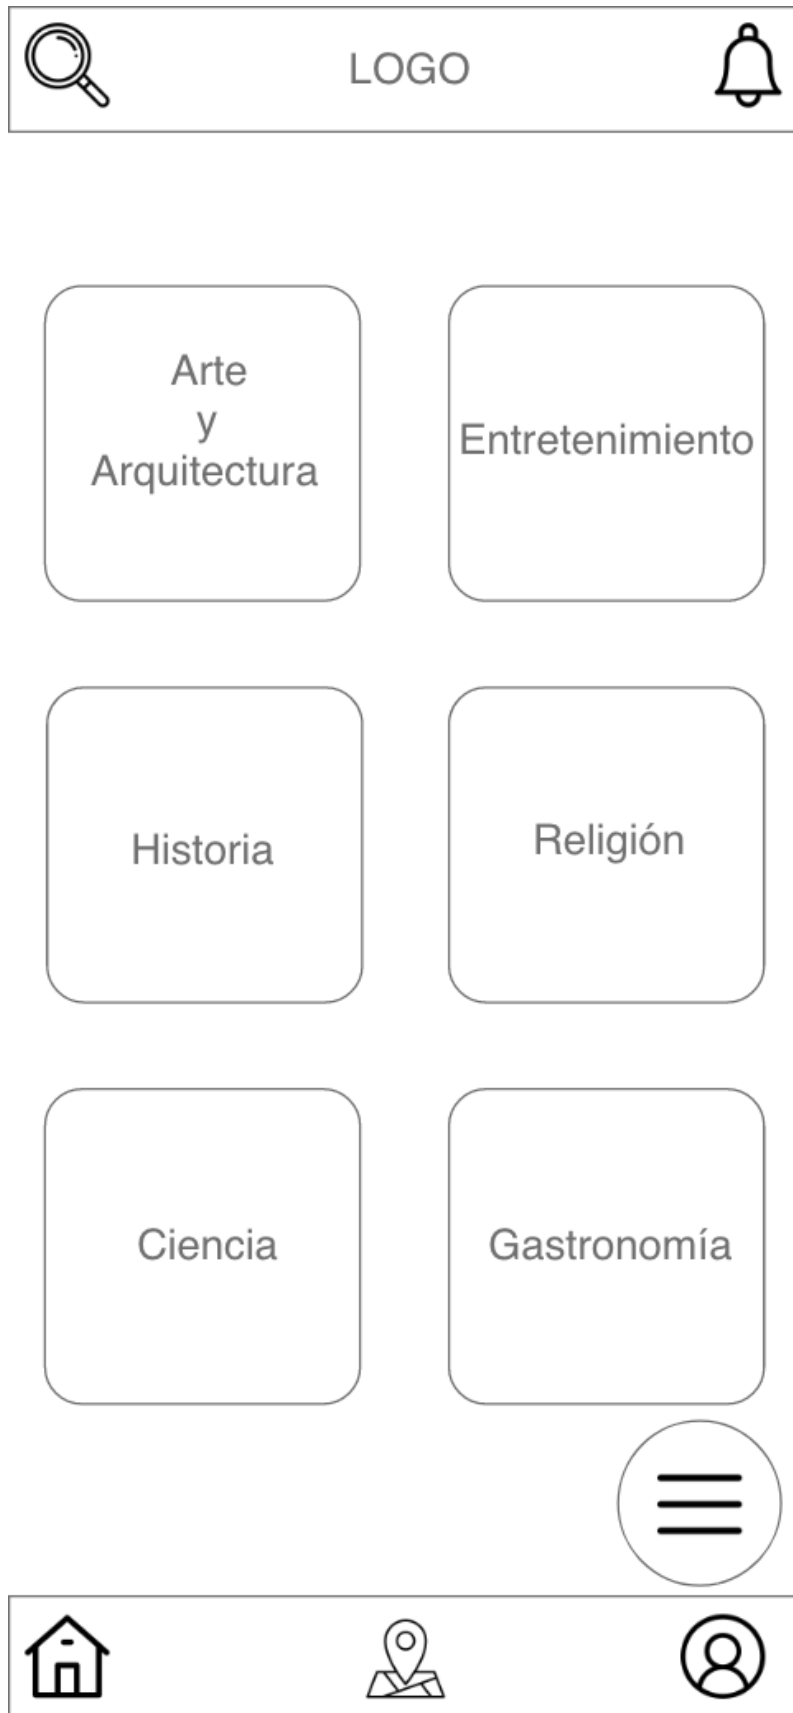 LOGO
Arte
y
Arquitectura
Entretenimiento
Historia
Religión
Ciencia
Gastronomía